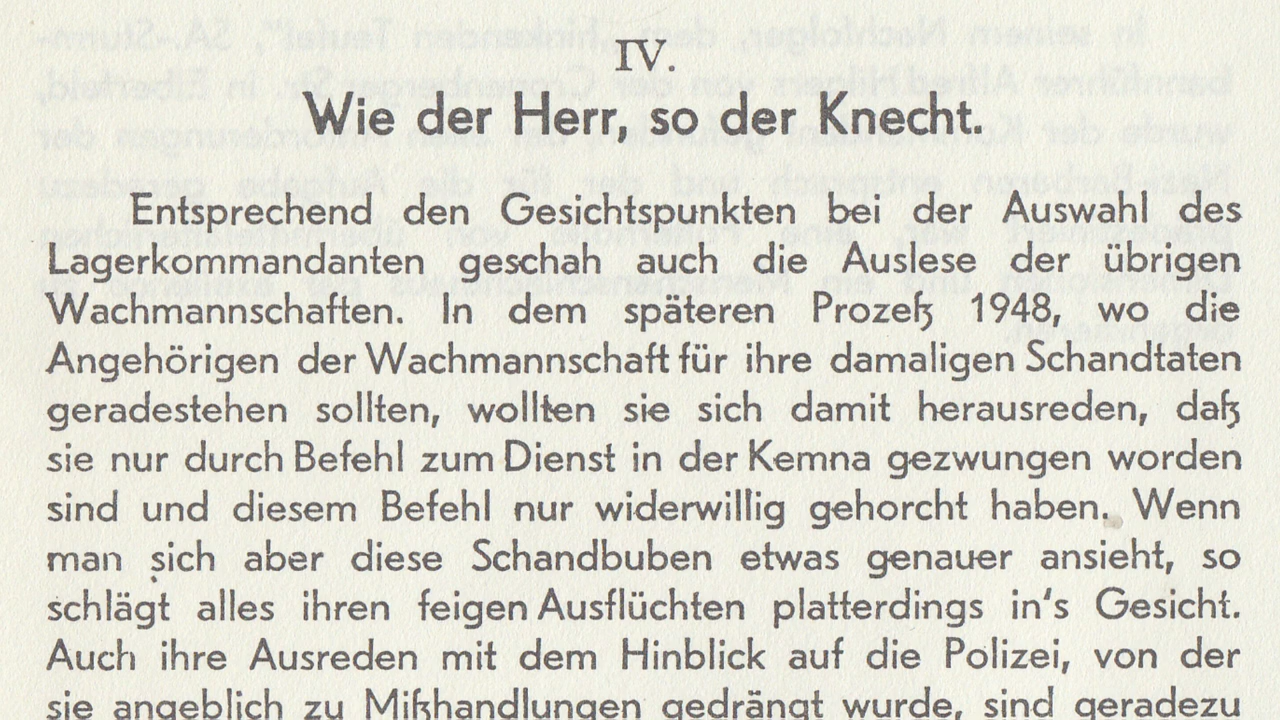 IV.
Wie der Herr, so der Knecht.
Entsprechend den Gesichtspunkten bei der Auswahl des
Lagerkommandanten geschah auch die Auslese der übrigen
Wachmannschaften. In dem späteren Prozeß 1948, wo die
Angehörigen der Wachmannschaft für ihre damaligen Schandtaten
geradestehen sollten, wollten sie sich damit herausreden, daß
sie nur durch Befehl zum Dienst in der Kemna gezwungen worden
sind und diesem Befehl nur widerwillig gehorcht haben. Wenn
man sich aber diese Schandbuben etwas genauer ansieht, so
schlägt alles ihren feigen Ausflüchten platterdings in's Gesicht.
Auch ihre Ausreden mit dem Hinblick auf die Polizei, von der
sie angeblich zu Mißhandlungen gedrängt wurde, sind geradezu